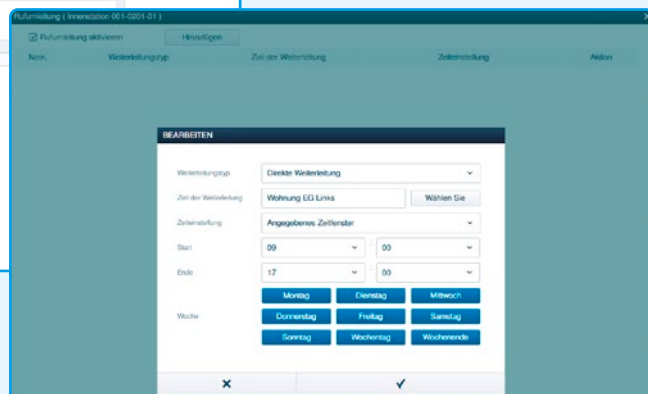 Rufumleitung ( Innenstation 001-0201-01 )
Rufumleitung aktivieren Hinzufügen
Nein. Weiterleitungstyp Ziel der Weiterleitung Zeiteinstellung Aktion
BEARBEITEN
Weiterleitungstyp Direkte Weiterleitung
Ziel der Weiterleitung Wohnung EG Links Wählen Sie
Zeiteinstellung Angegebenes Zeitfenster
Start 09 : 00
Ende 17 : 00
Montag Dienstag Mittwoch
Woche Donnerstag Freitag Samstag
Sonntag Wochentag Wochenende